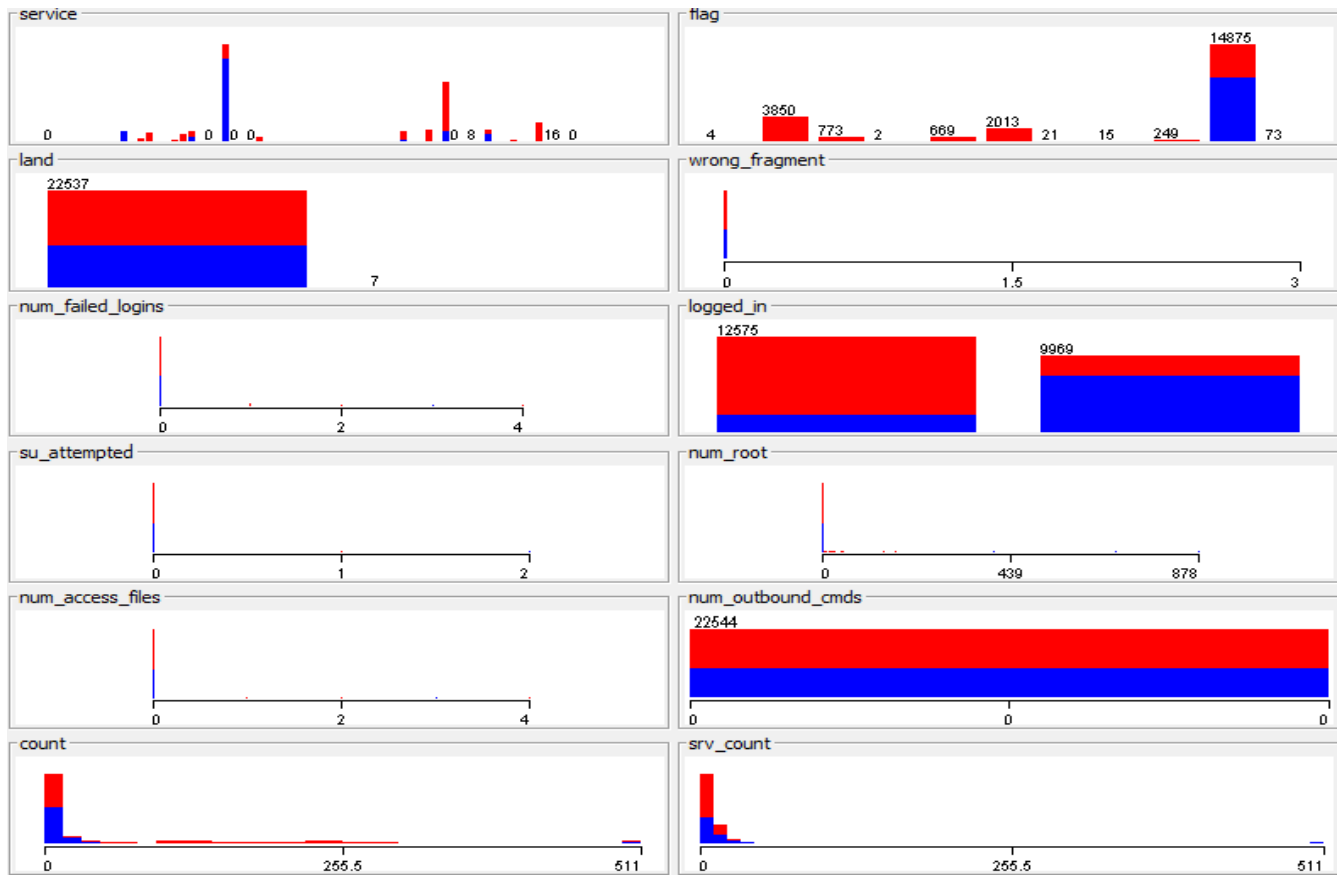 service
0 0 0 0 0 8 16 0
flag
4 3850 773 2 669 2013 21 15 249 14875 73
land
22537 7
wrong_fragment
0 1.5 3
num_failed_logins
0 2 4
logged_in
12575 9969
su_attempted
0 1 2
num_root
0 439 878
num_access_files
0 2 4
num_outbound_cmds
22544
0 0 0
count
0 255.5 511
srv_count
0 255.5 511